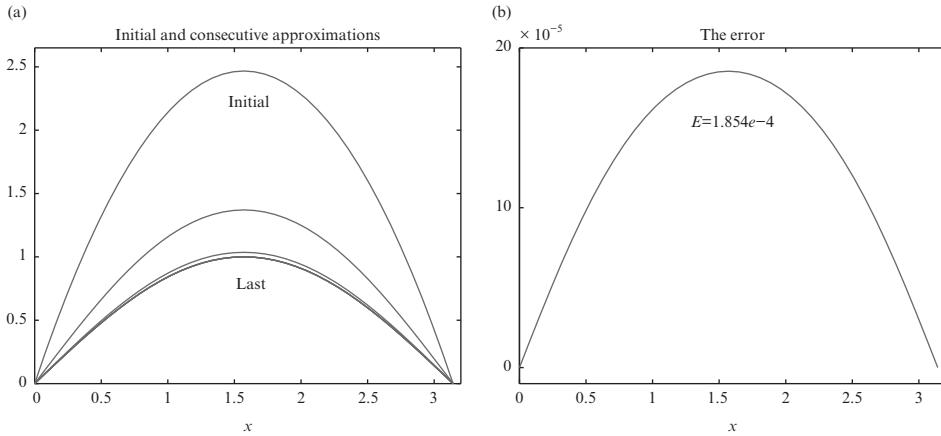 (a)
Initial and consecutive approximations
2.5
2
1.5
1
0.5
0
Initial
Last
0 0.5 1 1.5 2 2.5 3
x
(b)
× 10−5
The error
20
10
0
E=1.854e−4
0 0.5 1 1.5 2 2.5 3
x